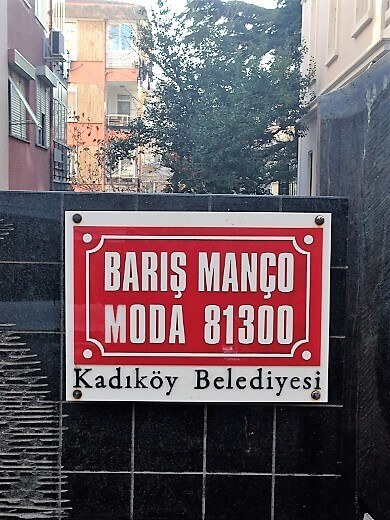 BARIŞ MANÇO
MODA 81300
Kadıköy Belediyesi